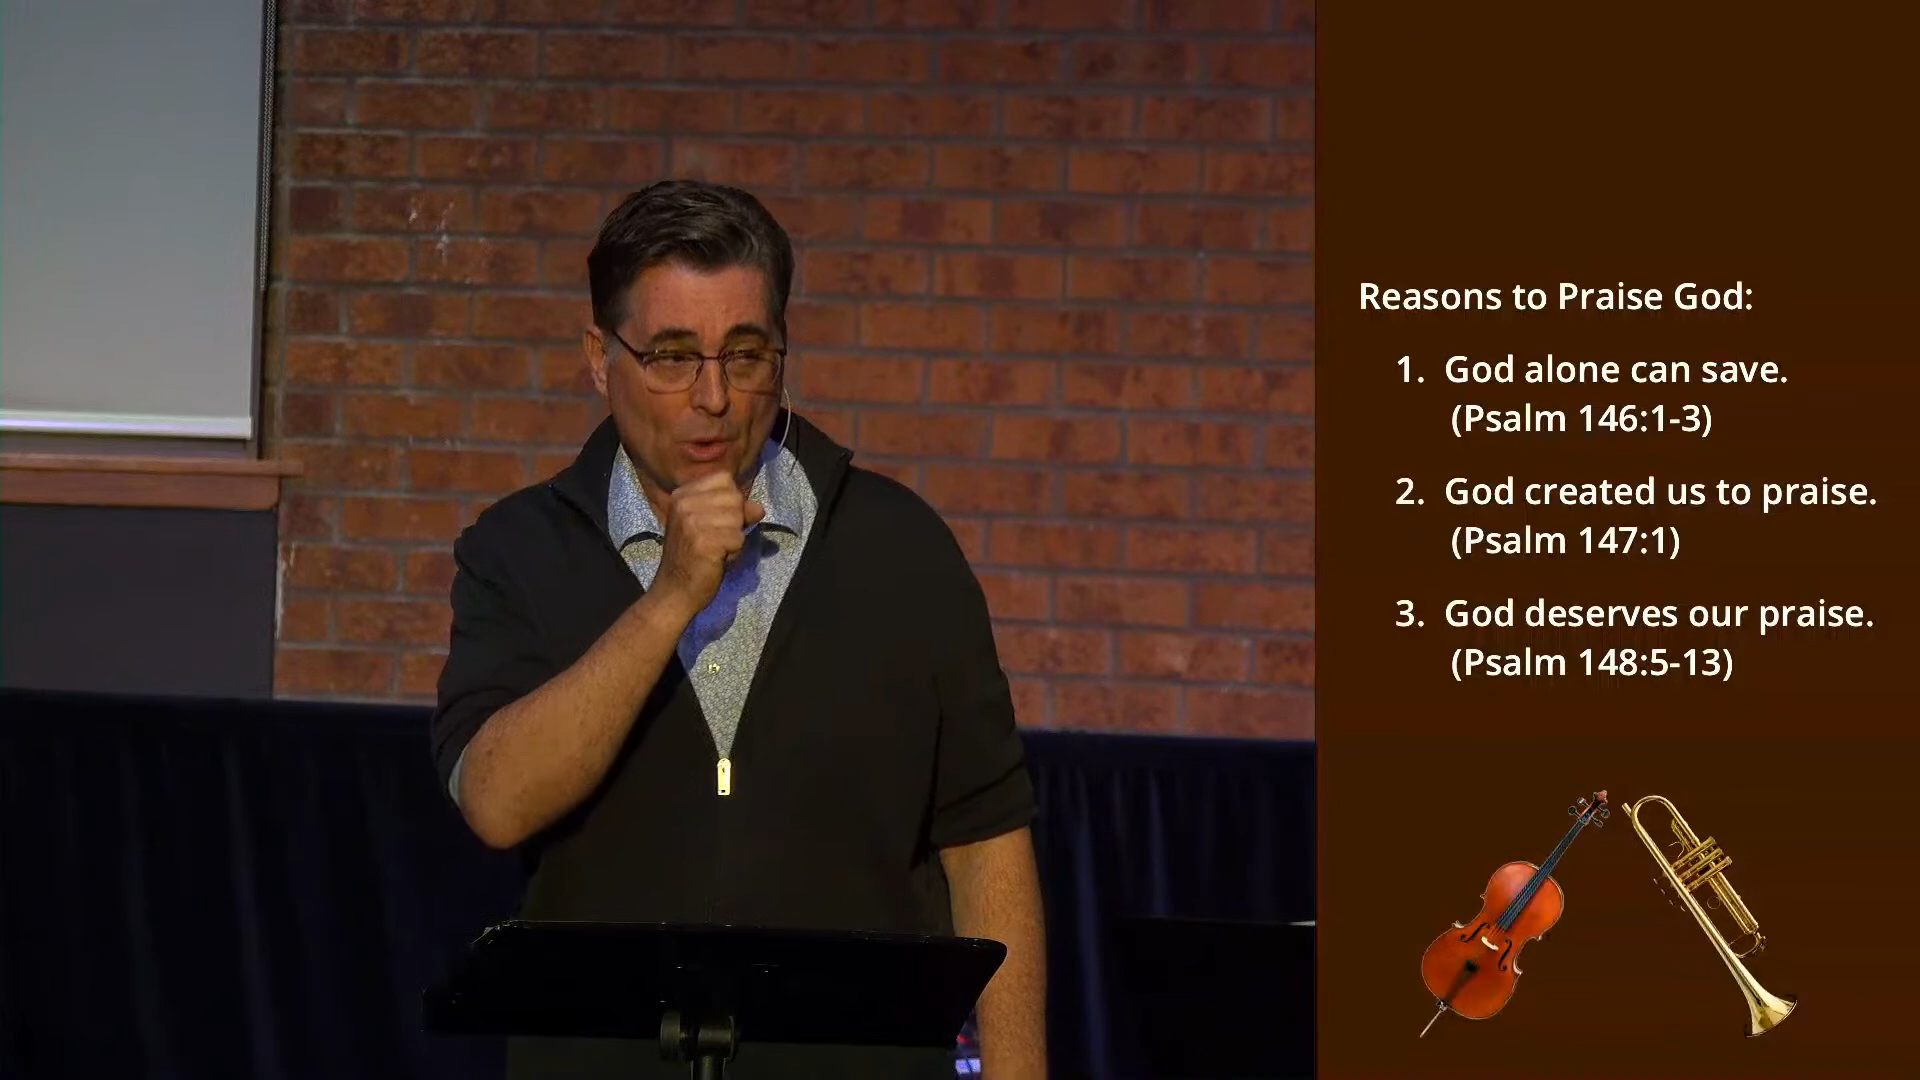 Reasons to Praise God:
1. God alone can save.
(Psalm 146:1-3)
2. God created us to praise.
(Psalm 147:1)
3. God deserves our praise.
(Psalm 148:5-13)